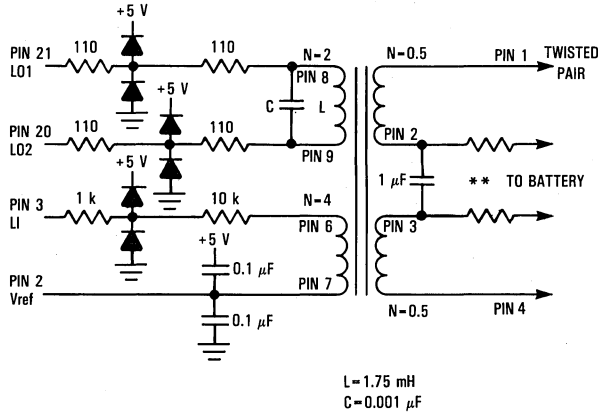 +5 V
PIN 21
LO1
110
110
N=2
PIN 8
N=0.5
PIN 1
TWISTED
PAIR
+5 V
C
L
PIN 20
LO2
110
110
PIN 9
PIN 2
+5 V
1 µF
** TO BATTERY
PIN 3
LI
1 k
10 k
N=4
PIN 6
PIN 3
+5 V
0.1 µF
PIN 7
PIN 2
Vref
0.1 µF
N=0.5
PIN 4
L=1.75 mH
C=0.001 µF